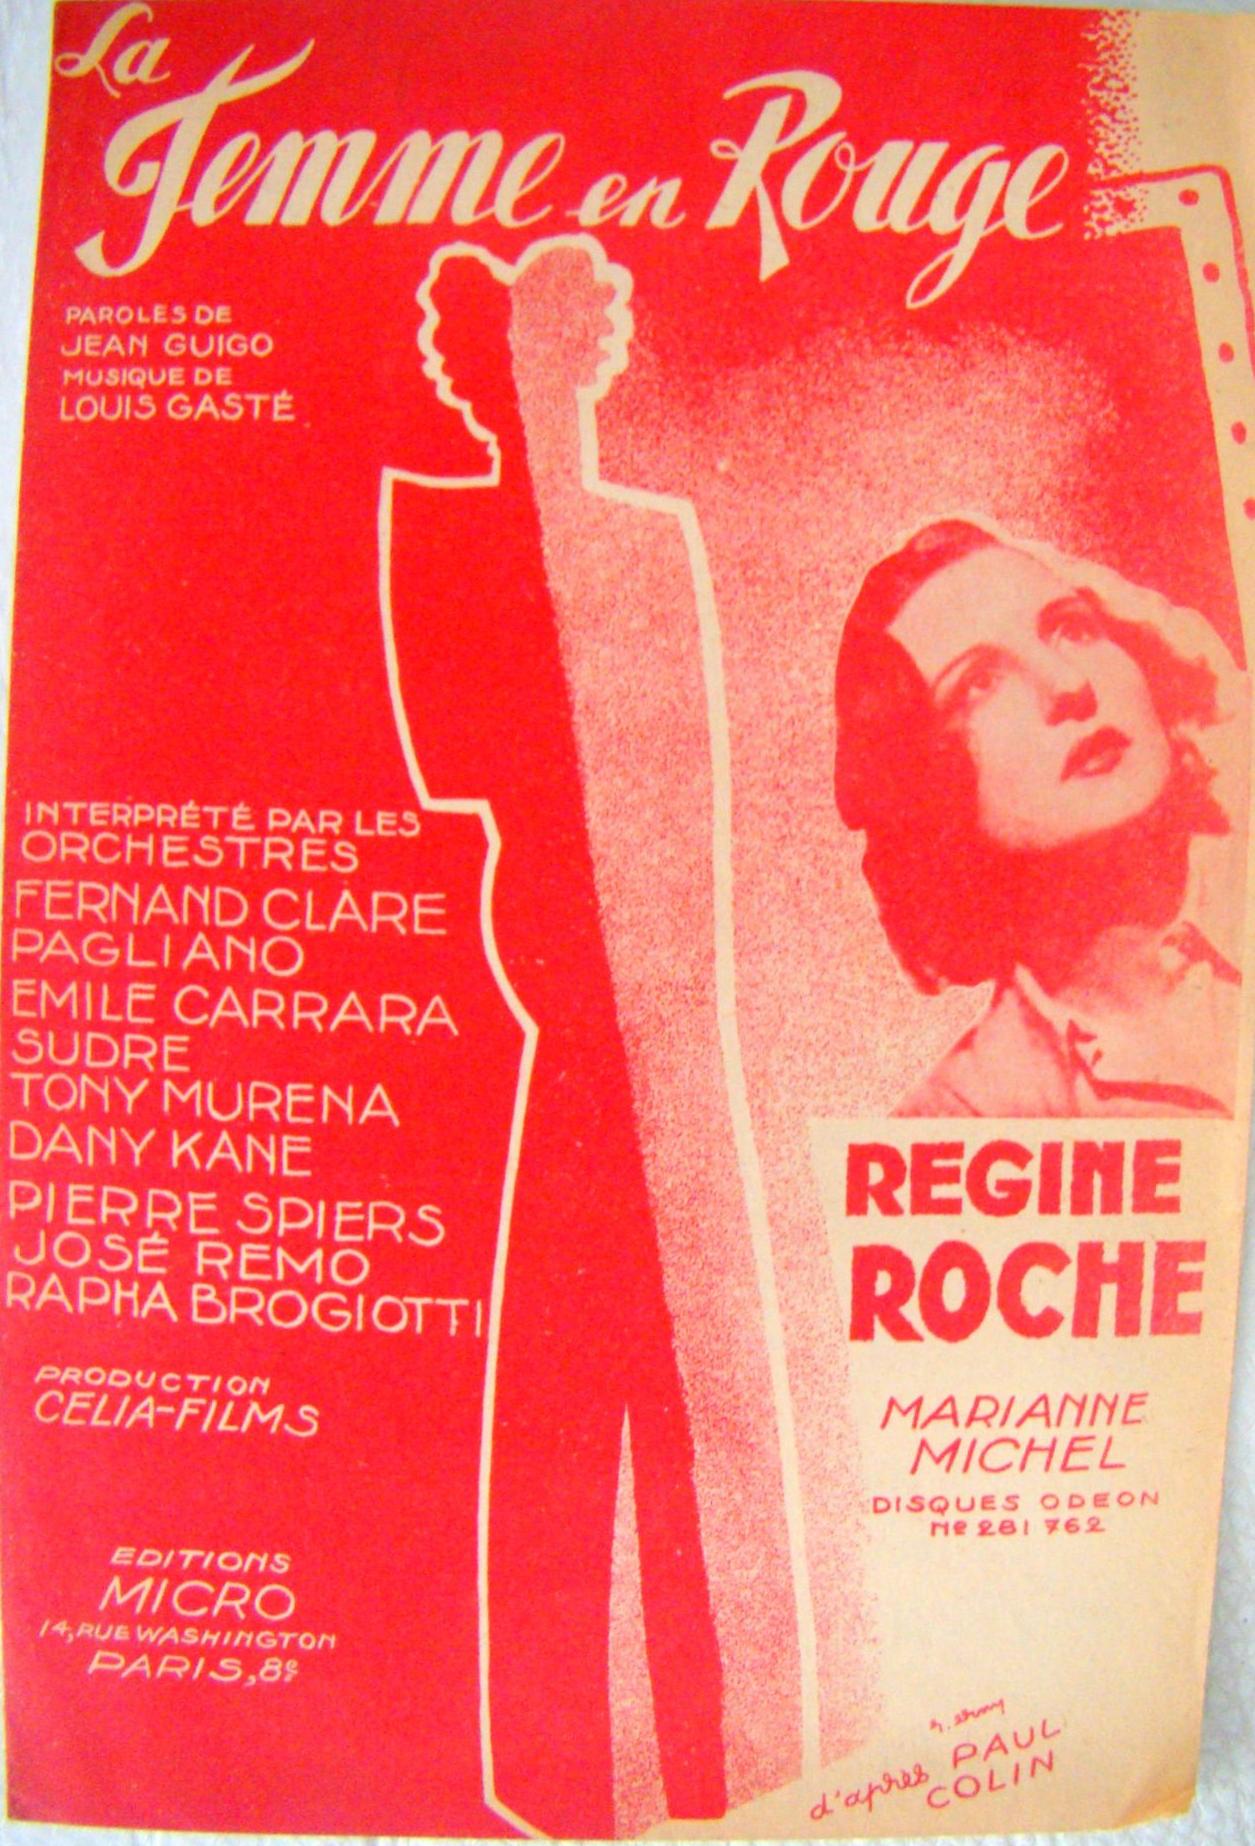 La
Femme en Rouge
PAROLES DE
JEAN GUIGO
MUSIQUE DE
LOUIS GASTÉ
INTERPRÉTÉ PAR LES
ORCHESTRES
FERNAND CLARE
PAGLIANO
EMILE CARRARA
SUDRE
TONY MURENA
DANY KANE
PIERRE SPIERS
JOSÉ REMO
RAPHA BROGIOTTI
PRODUCTION
CELIA-FILMS
EDITIONS
MICRO
14, RUE WASHINGTON
PARIS, 8e
REGINE
ROCHE
MARIANNE
MICHEL
DISQUES ODEON
No 281 762
d'après PAUL
COLIN